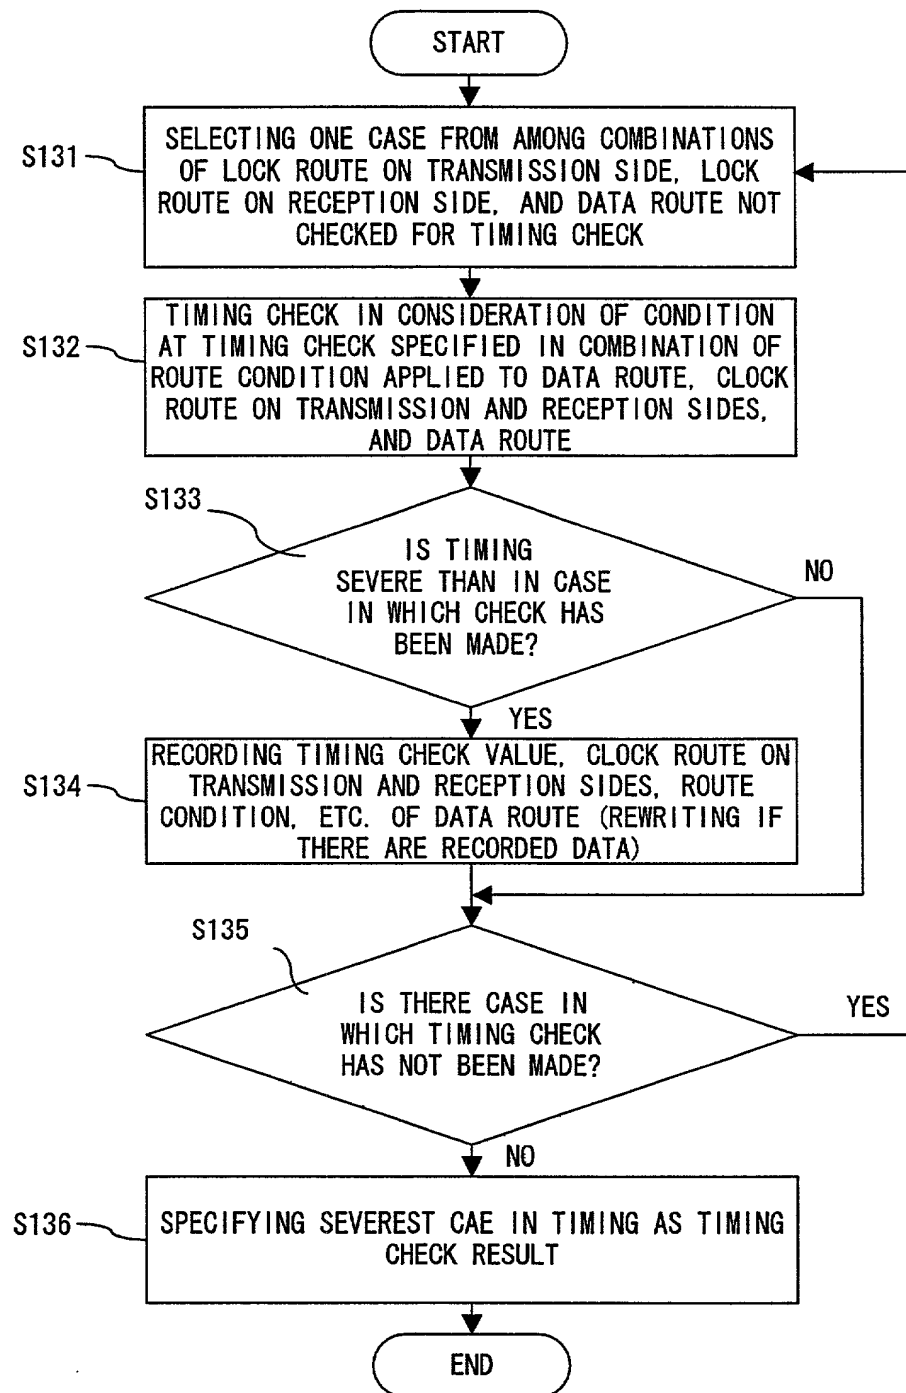 START
S131
SELECTING ONE CASE FROM AMONG COMBINATIONS
OF LOCK ROUTE ON TRANSMISSION SIDE, LOCK
ROUTE ON RECEPTION SIDE, AND DATA ROUTE NOT
CHECKED FOR TIMING CHECK
S132
TIMING CHECK IN CONSIDERATION OF CONDITION
AT TIMING CHECK SPECIFIED IN COMBINATION OF
ROUTE CONDITION APPLIED TO DATA ROUTE, CLOCK
ROUTE ON TRANSMISSION AND RECEPTION SIDES,
AND DATA ROUTE
S133
IS TIMING
SEVERE THAN IN CASE
IN WHICH CHECK HAS
BEEN MADE?
NO
YES
S134
RECORDING TIMING CHECK VALUE, CLOCK ROUTE ON
TRANSMISSION AND RECEPTION SIDES, ROUTE
CONDITION, ETC. OF DATA ROUTE (REWRITING IF
THERE ARE RECORDED DATA)
S135
IS THERE CASE IN
WHICH TIMING CHECK
HAS NOT BEEN MADE?
YES
NO
S136
SPECIFYING SEVEREST CAE IN TIMING AS TIMING
CHECK RESULT
END